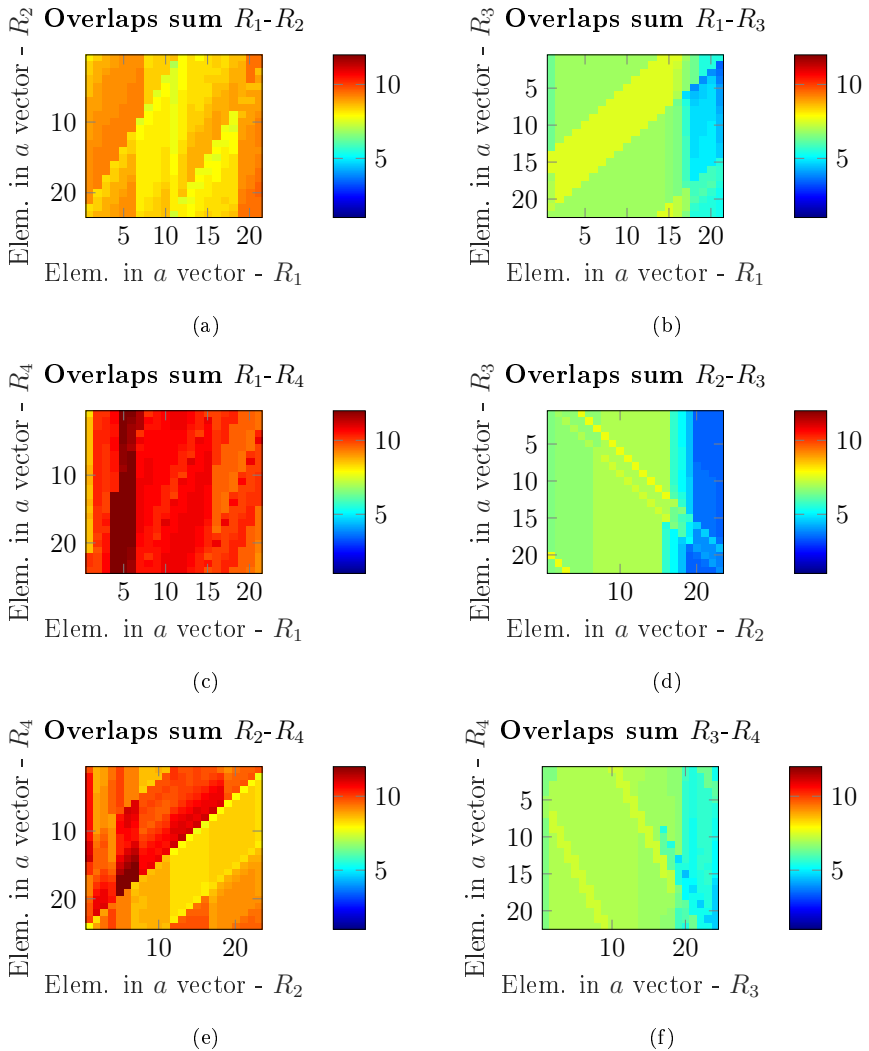 Overlaps sum R1-R2
Elem. in a vector - R2
10
20
5 10 15 20
Elem. in a vector - R1
10
5
(a)
Overlaps sum R1-R3
Elem. in a vector - R3
5
10
15
20
5 10 15 20
Elem. in a vector - R1
10
5
(b)
Overlaps sum R1-R4
Elem. in a vector - R4
10
20
5 10 15 20
Elem. in a vector - R1
10
5
(c)
Overlaps sum R2-R3
Elem. in a vector - R3
5
10
15
20
10 20
Elem. in a vector - R2
10
5
(d)
Overlaps sum R2-R4
Elem. in a vector - R4
10
20
10 20
Elem. in a vector - R2
10
5
(e)
Overlaps sum R3-R4
Elem. in a vector - R4
5
10
15
20
10 20
Elem. in a vector - R3
10
5
(f)